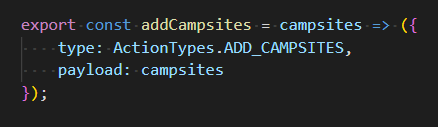 export const addCampsites = campsites => ({
    type: ActionTypes.ADD_CAMPSITES,
    payload: campsites
});